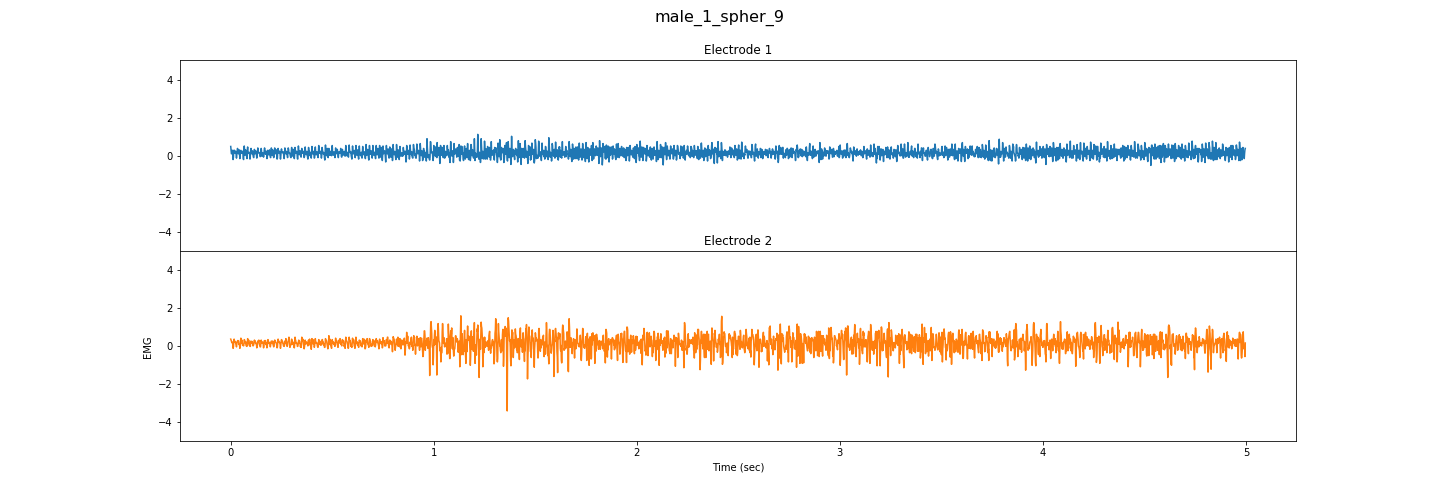 male_1_spher_9
Electrode 1
4
2
0
−2
−4
Electrode 2
4
2
0
−2
−4
EMG
0 1 2 3 4 5
Time (sec)